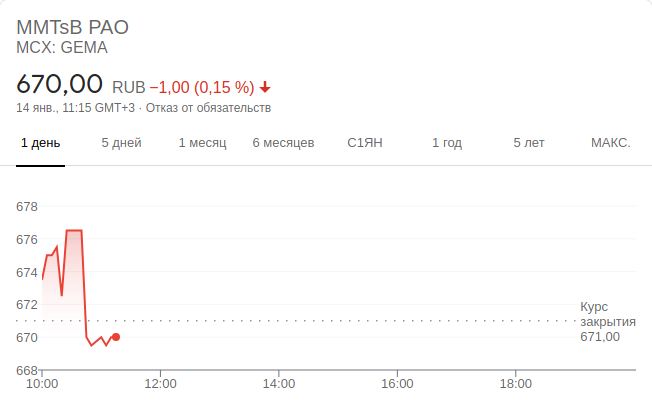 MMTsB PAO
MCX: GEMA
670,00 RUB −1,00 (0,15 %)
14 янв., 11:15 GMT+3 · Отказ от обязательств
1 день 5 дней 1 месяц 6 месяцев С1ЯН 1 год 5 лет МАКС.
678
676
674
672
Курс
закрытия
671,00
670
668
10:00 12:00 14:00 16:00 18:00